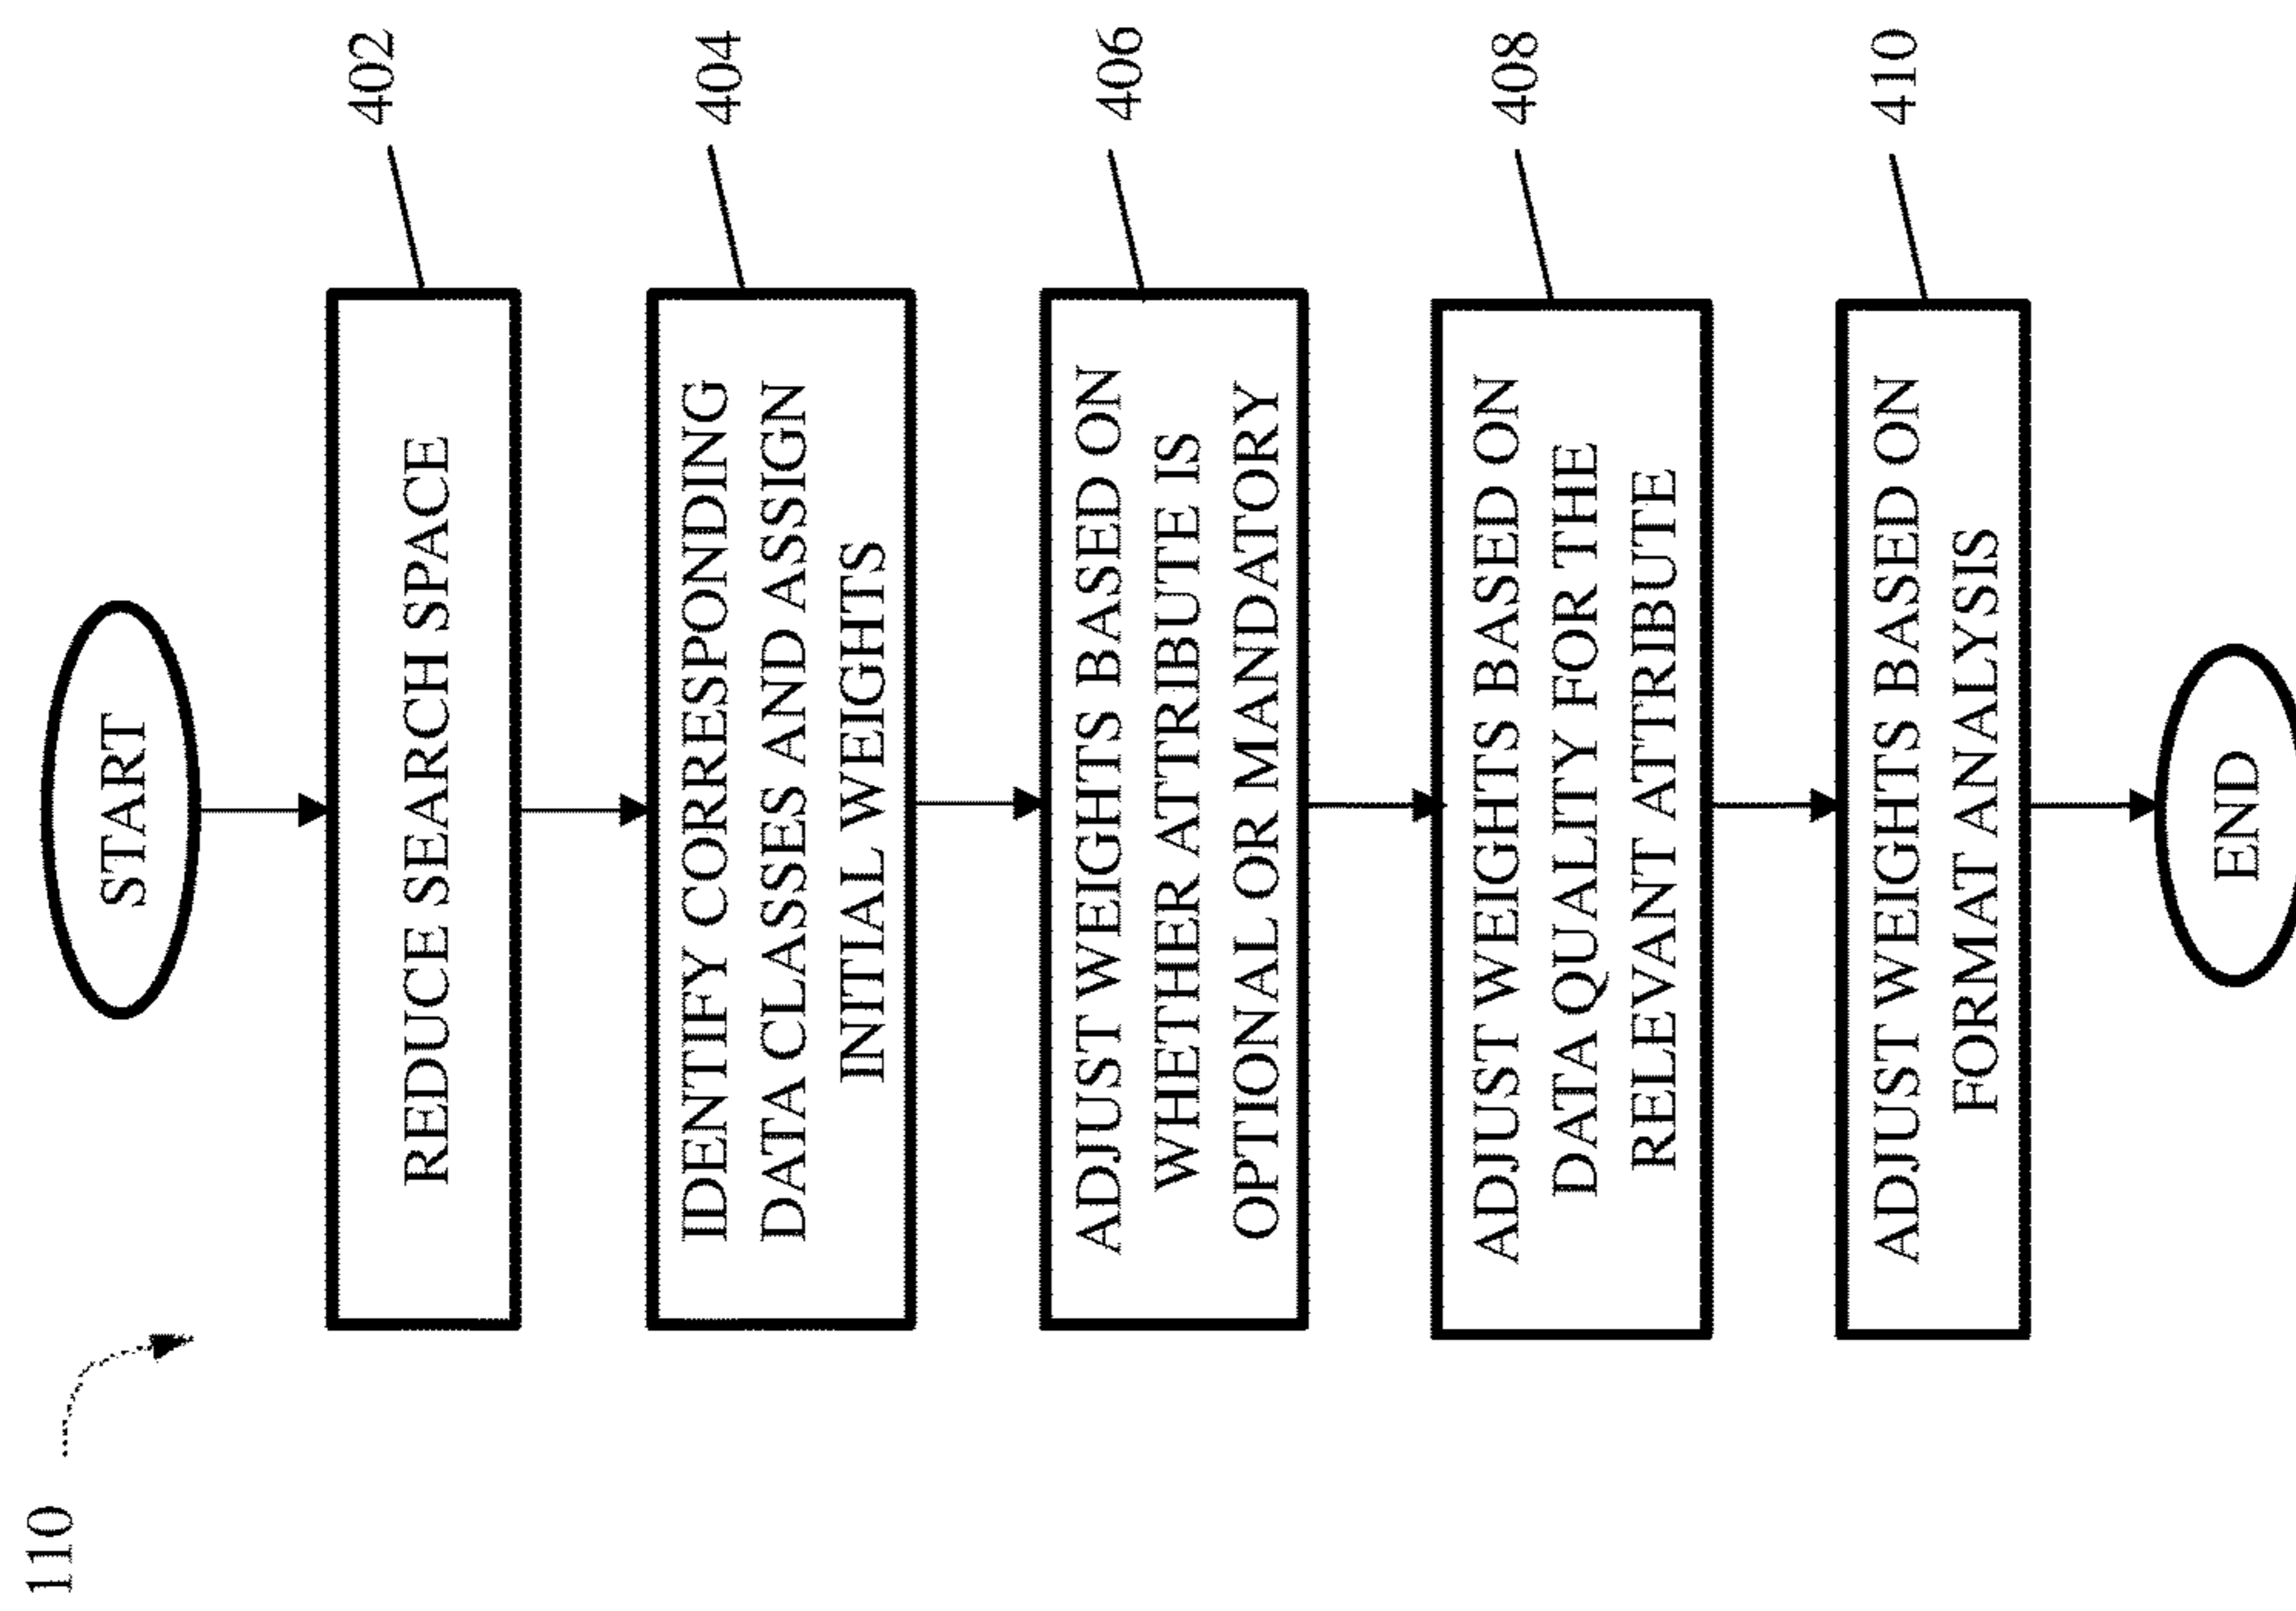 110
START
REDUCE SEARCH SPACE
402
IDENTIFY CORRESPONDING
DATA CLASSES AND ASSIGN
INITIAL WEIGHTS
404
ADJUST WEIGHTS BASED ON
WHETHER ATTRIBUTE IS
OPTIONAL OR MANDATORY
406
ADJUST WEIGHTS BASED ON
DATA QUALITY FOR THE
RELEVANT ATTRIBUTE
408
ADJUST WEIGHTS BASED ON
FORMAT ANALYSIS
410
END